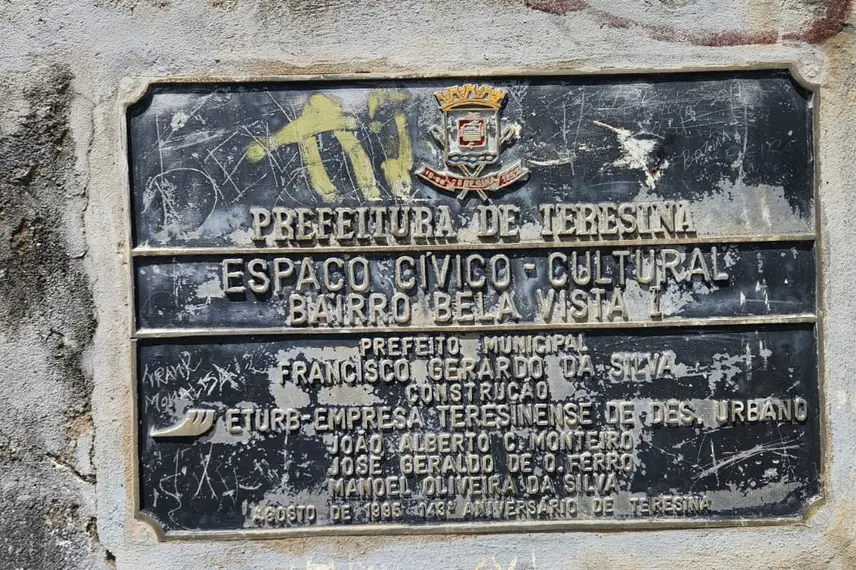 TERESINA
PREFEITURA DE TERESINA
ESPAÇO CÍVICO-CULTURAL
BAIRRO BELA VISTA I
PREFEITO MUNICIPAL
FRANCISCO GERARDO DA SILVA
CONSTRUÇÃO
ETURB-EMPRESA TERESINENSE DE DES. URBANO
JOÃO ALBERTO C. MONTEIRO
JOSÉ GERALDO DE O. FERRO
MANOEL OLIVEIRA DA SILVA
AGOSTO DE 1995 143º ANIVERSÁRIO DE TERESINA